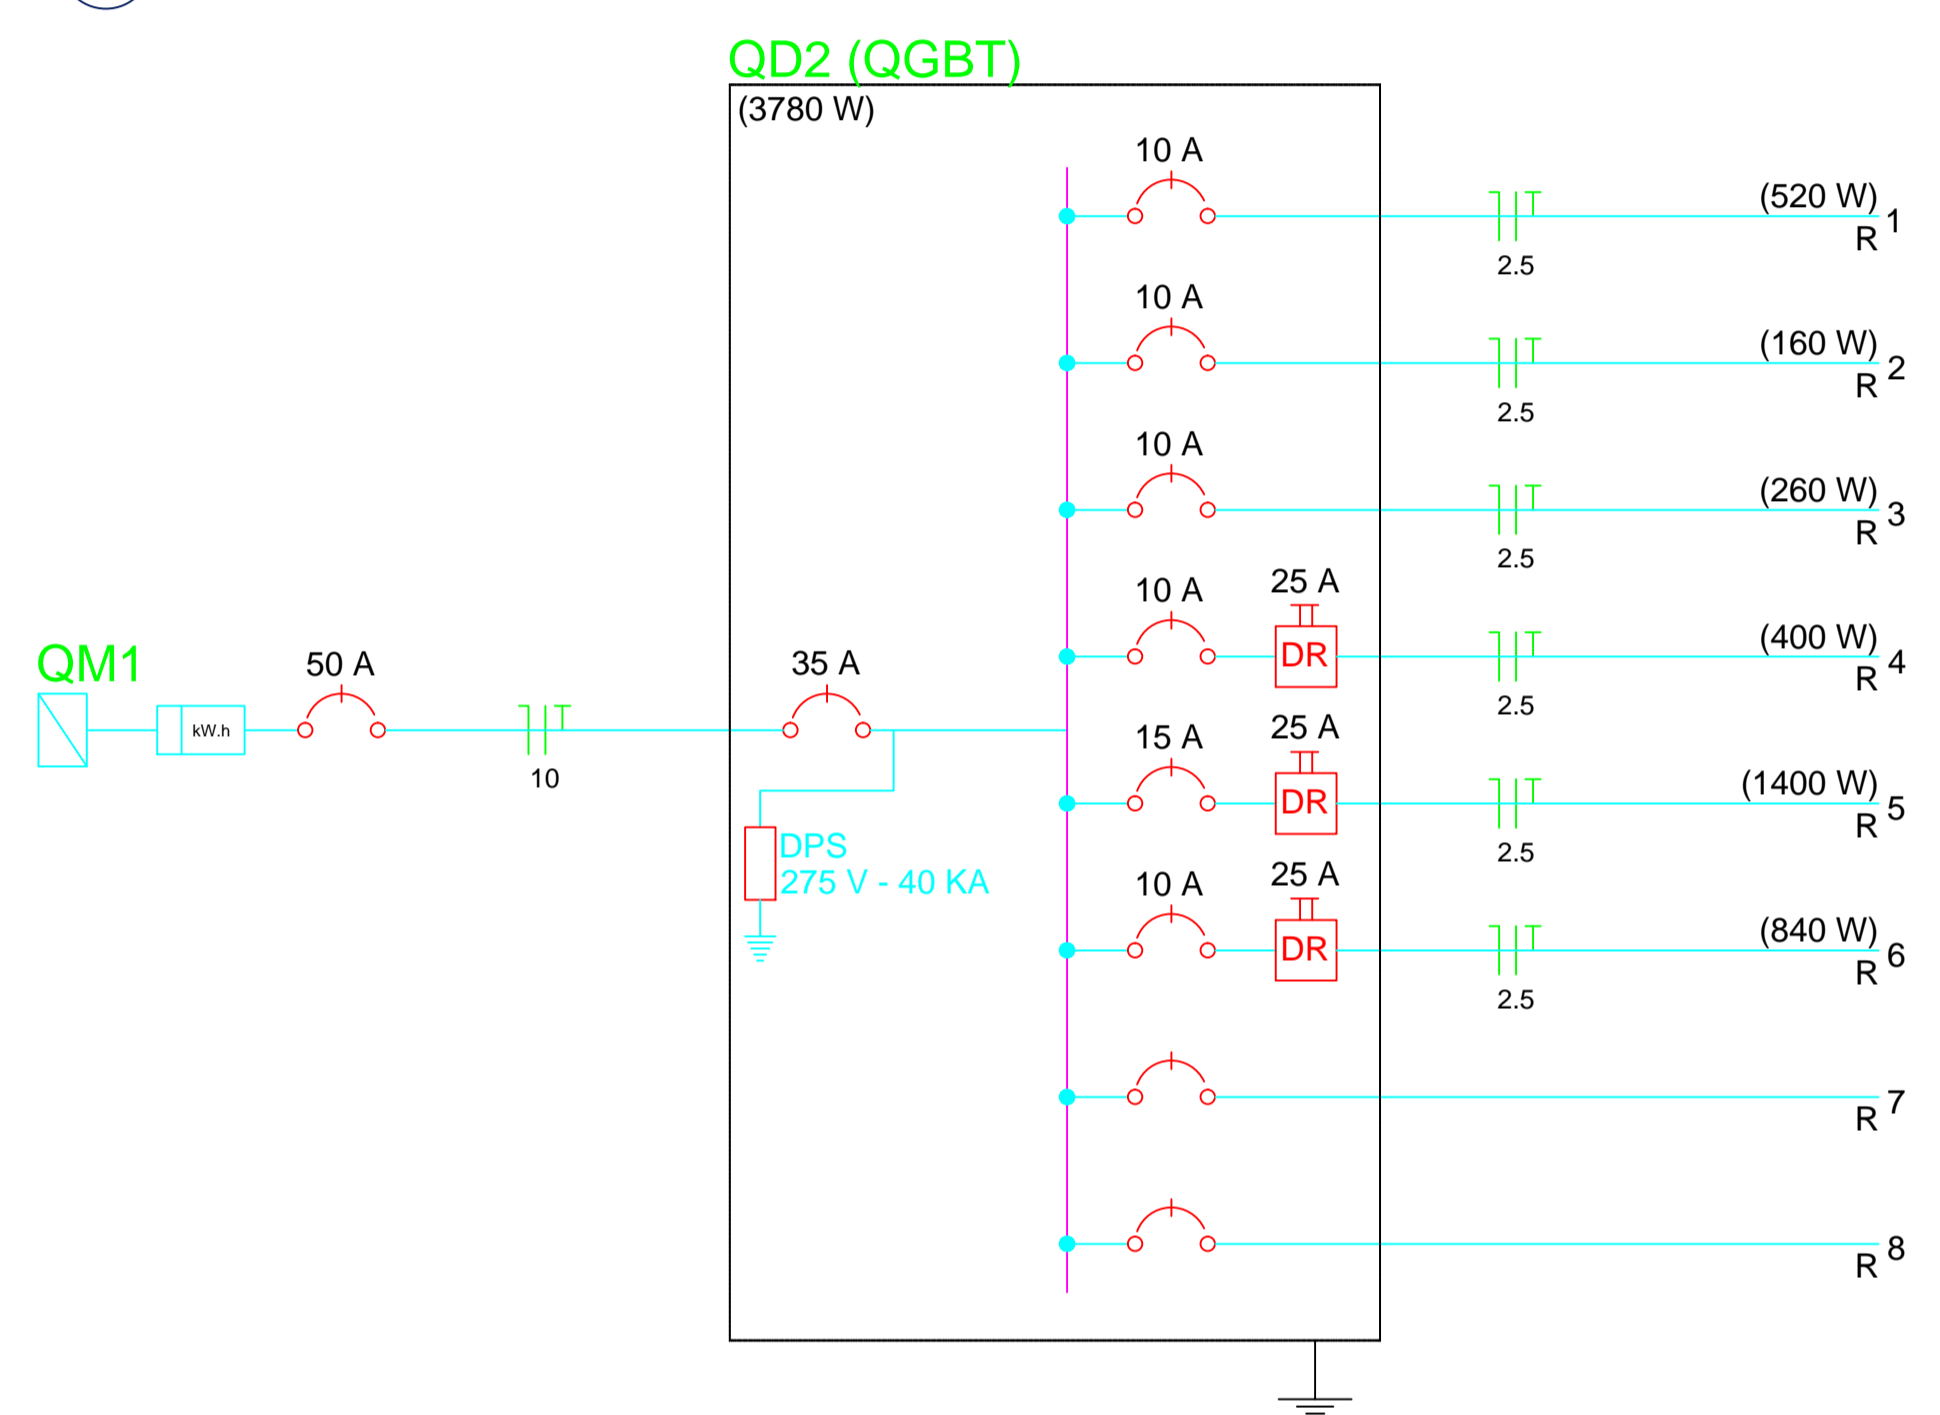 QD2 (QGBT)
(3780 W)
10 A
(520 W)
R 1
2.5
10 A
(160 W)
R 2
2.5
10 A
(260 W)
R 3
2.5
10 A
25 A
DR
(400 W)
R 4
2.5
QM1
kW.h
50 A
10
35 A
DPS
275 V - 40 KA
15 A
25 A
DR
(1400 W)
R 5
2.5
10 A
25 A
DR
(840 W)
R 6
2.5
R 7
R 8